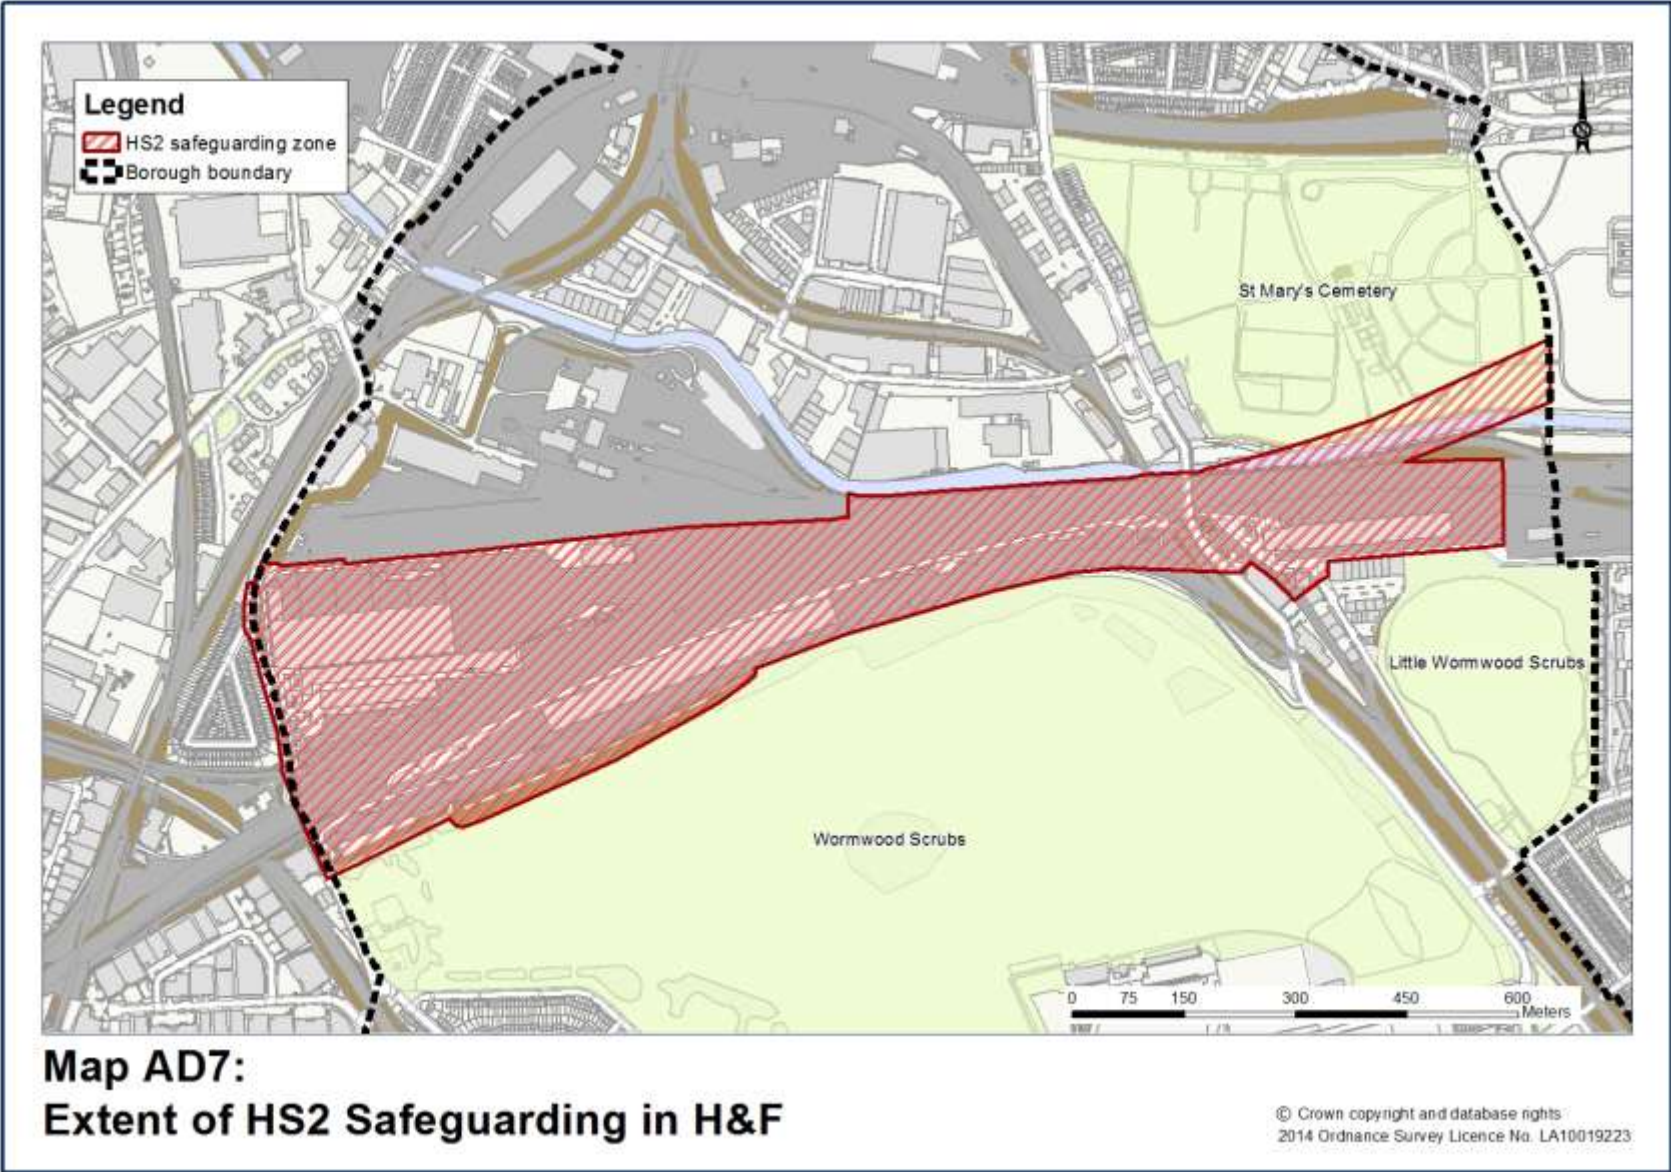 Legend
HS2 safeguarding zone
Borough boundary
St Mary's Cemetery
Little Wormwood Scrubs
Wormwood Scrubs
0 75 150 300 450 600
Meters
Map AD7:
Extent of HS2 Safeguarding in H&F
© Crown copyright and database rights
2014 Ordnance Survey Licence No. LA10019223